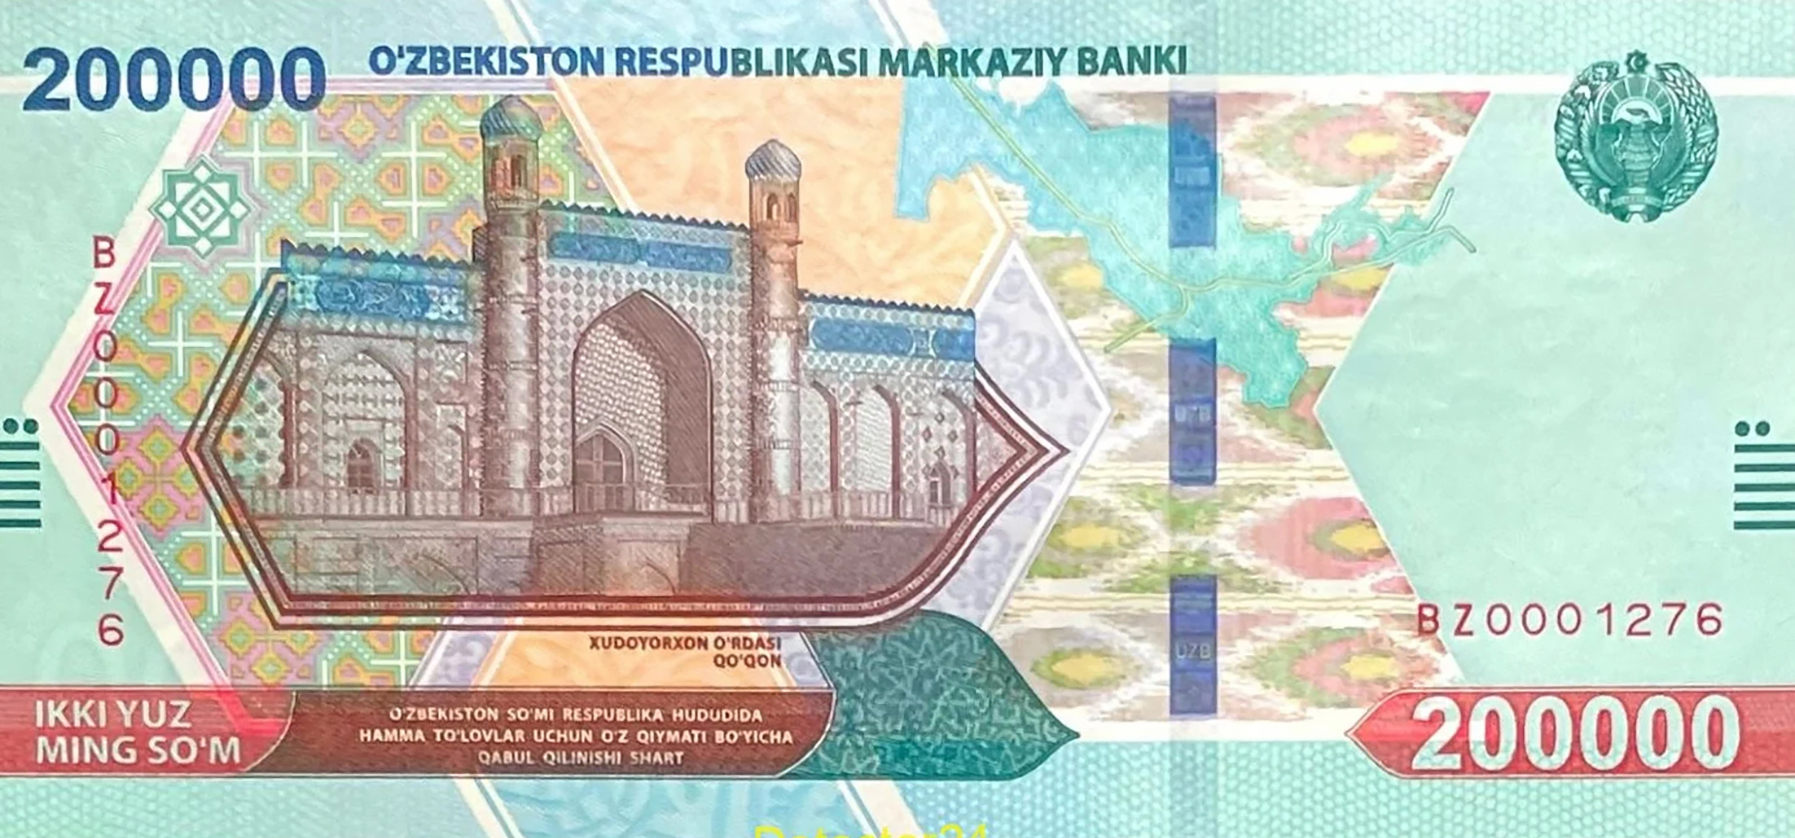 200000
O'ZBEKISTON RESPUBLIKASI MARKAZIY BANKI
BZ0001276
UZB
UZB
XUDOYORXON O'RDASI
QO'QON
BZ0001276
IKKI YUZ
MING SO'M
O'ZBEKISTON SO'MI RESPUBLIKA HUDUDIDA
HAMMA TO'LOVLAR UCHUN O'Z QIYMATI BO'YICHA
QABUL QILINISHI SHART
200000